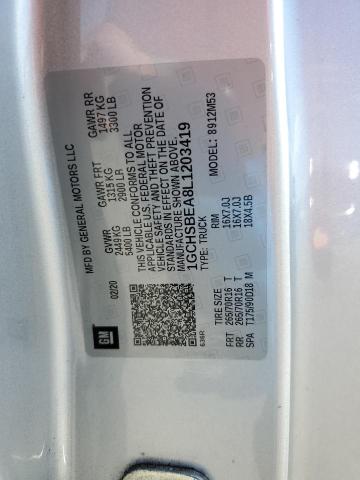 MFD BY GENERAL MOTORS LLC
02/20 GVWR GAWR FRT GAWR RR
2449 KG 1315 KG 1497 KG
5400 LB 2900 LB 3300 LB
THIS VEHICLE CONFORMS TO ALL
APPLICABLE U.S. FEDERAL MOTOR
VEHICLE SAFETY AND THEFT PREVENTION
STANDARDS IN EFFECT ON THE DATE OF
MANUFACTURE SHOWN ABOVE.
1GCHSBEA8L1203419
TYPE: TRUCK MODEL: 8912M53
GM
636R
TIRE SIZE RIM
FRT 265/70R16 T 16X7.0J
RR 265/70R16 T 16X7.0J
SPA T175/90D18 M 18X4.5B